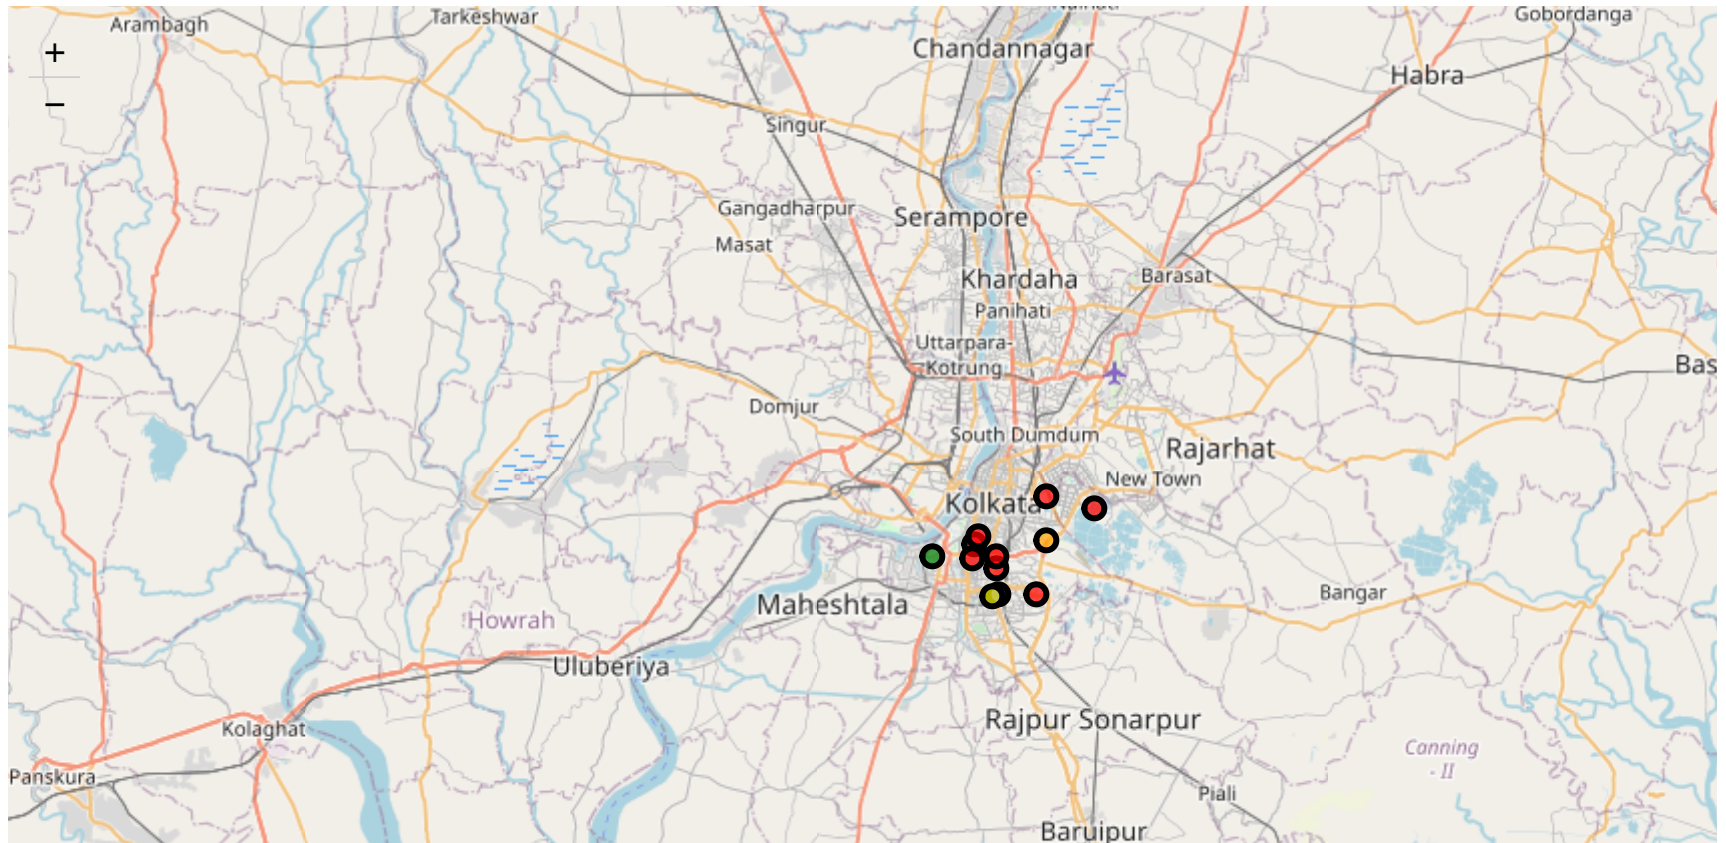 Arambagh
Tarkeshwar
Gobordanga
+
−
Chandannagar
Habra
Singur
Gangadharpur
Serampore
Masat
Khardaha
Barasat
Panihati
Uttarpara-
Kotrung
Bas
Domjur
South Dumdum
Rajarhat
New Town
Kolkata
Maheshtala
Bangar
Howrah
Uluberiya
Rajpur Sonarpur
Kolaghat
Canning
- II
Panskura
Piali
Baruipur